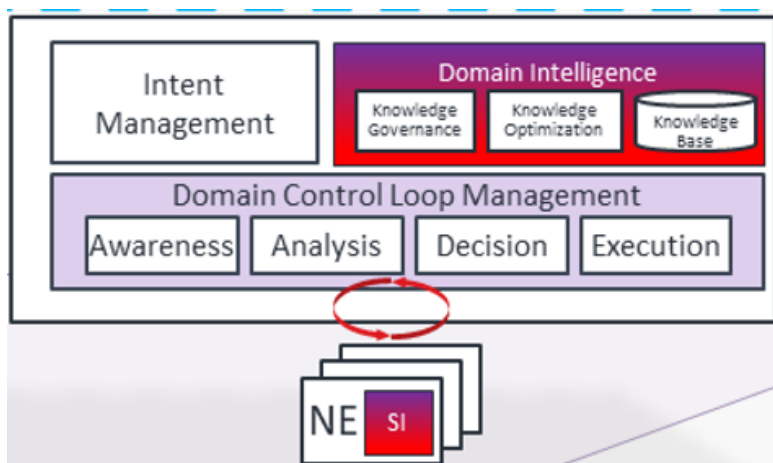 Intent
Management
Domain Intelligence
Knowledge
Governance
Knowledge
Optimization
Knowledge
Base
Domain Control Loop Management
Awareness
Analysis
Decision
Execution
NE
SI